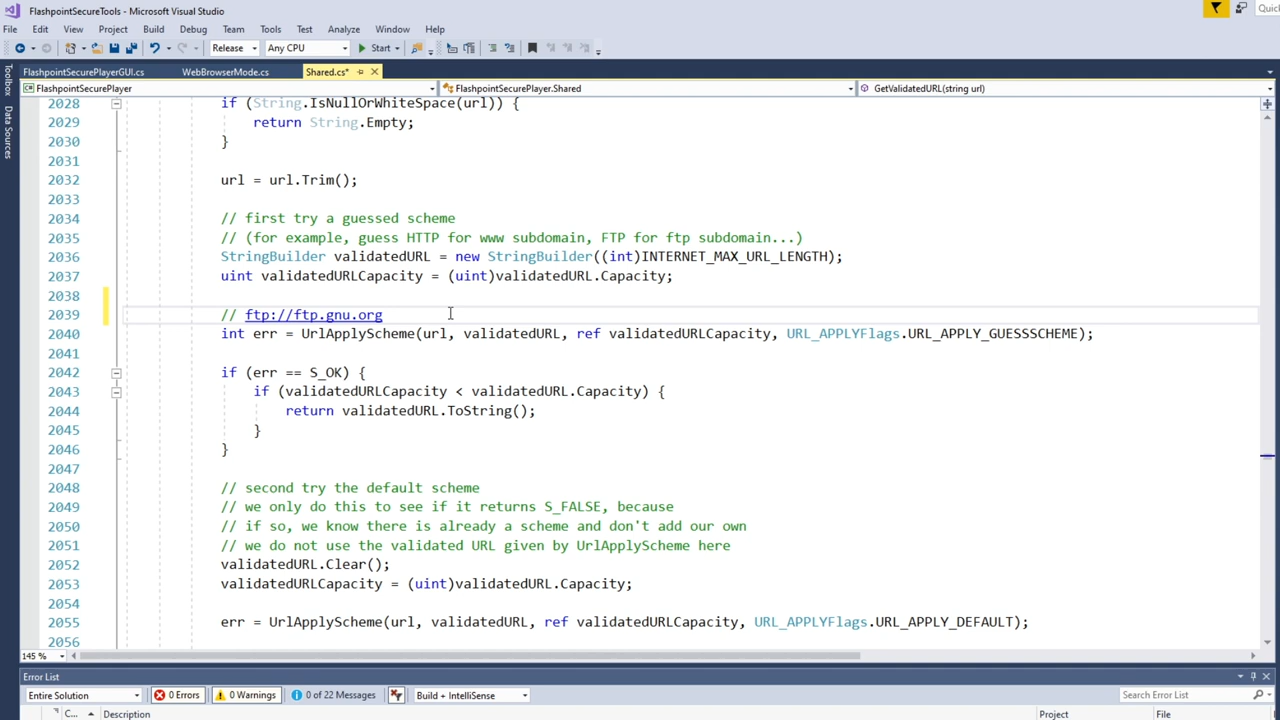 FlashpointSecureTools - Microsoft Visual Studio
Quic
File Edit View Project Build Debug Team Tools Test Analyze Window Help
Release Any CPU Start
FlashpointSecurePlayerGUI.cs WebBrowserMode.cs Shared.cs*
FlashpointSecurePlayer FlashpointSecurePlayer.Shared GetValidatedURL(string url)
Toolbox
Data Sources
2028 if (String.IsNullOrWhiteSpace(url)) {
2029 return String.Empty;
2030 }
2031
2032 url = url.Trim();
2033
2034 // first try a guessed scheme
2035 // (for example, guess HTTP for www subdomain, FTP for ftp subdomain...)
2036 StringBuilder validatedURL = new StringBuilder((int)INTERNET_MAX_URL_LENGTH);
2037 uint validatedURLCapacity = (uint)validatedURL.Capacity;
2038
2039 // ftp://ftp.gnu.org
2040 int err = UrlApplyScheme(url, validatedURL, ref validatedURLCapacity, URL_APPLYFlags.URL_APPLY_GUESSSCHEME);
2041
2042 if (err == S_OK) {
2043 if (validatedURLCapacity < validatedURL.Capacity) {
2044 return validatedURL.ToString();
2045 }
2046 }
2047
2048 // second try the default scheme
2049 // we only do this to see if it returns S_FALSE, because
2050 // if so, we know there is already a scheme and don't add our own
2051 // we do not use the validated URL given by UrlApplyScheme here
2052 validatedURL.Clear();
2053 validatedURLCapacity = (uint)validatedURL.Capacity;
2054
2055 err = UrlApplyScheme(url, validatedURL, ref validatedURLCapacity, URL_APPLYFlags.URL_APPLY_DEFAULT);
2056
145 %
Error List
Entire Solution 0 Errors 0 Warnings 0 of 22 Messages Build + IntelliSense Search Error List
C... Description Project File